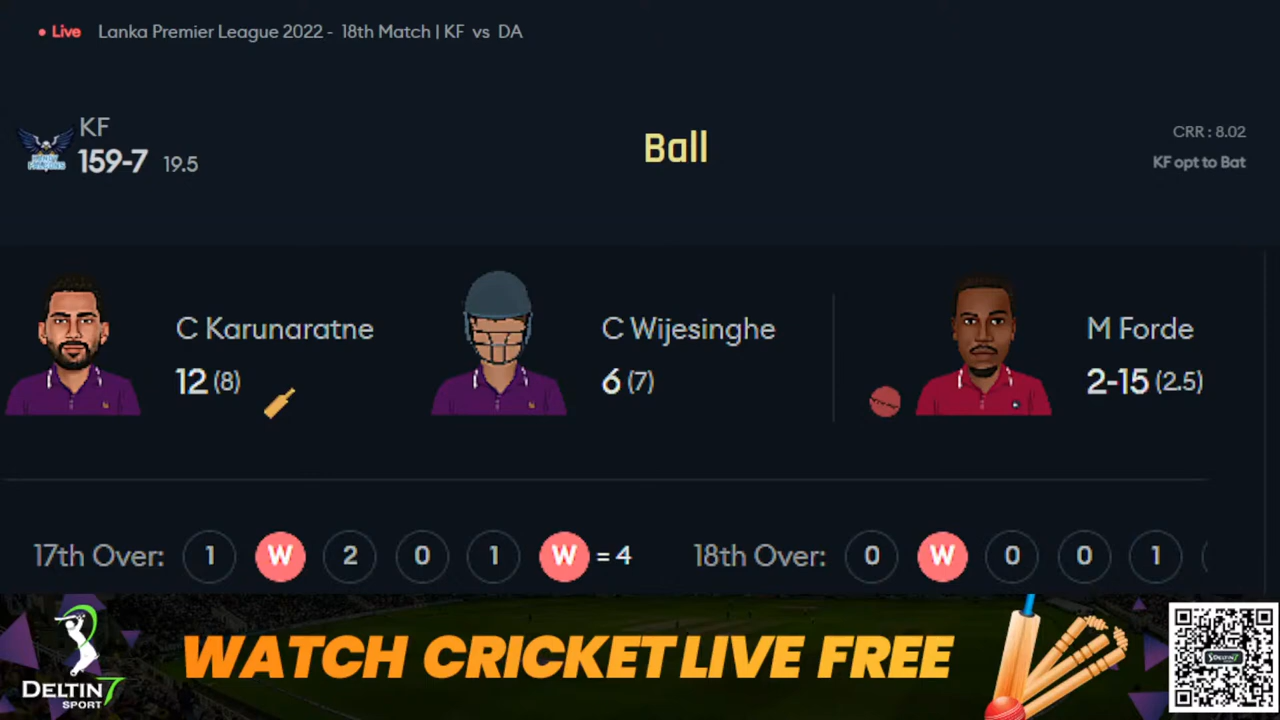 Live Lanka Premier League 2022 - 18th Match | KF vs DA
KF
159-7 19.5
Ball
CRR : 8.02
KF opt to Bat
C Karunaratne
12 (8)
C Wijesinghe
6 (7)
M Forde
2-15 (2.5)
17th Over: 1 W 2 0 1 W = 4
18th Over: 0 W 0 0 1
WATCH CRICKET LIVE FREE
DELTIN7
SPORT